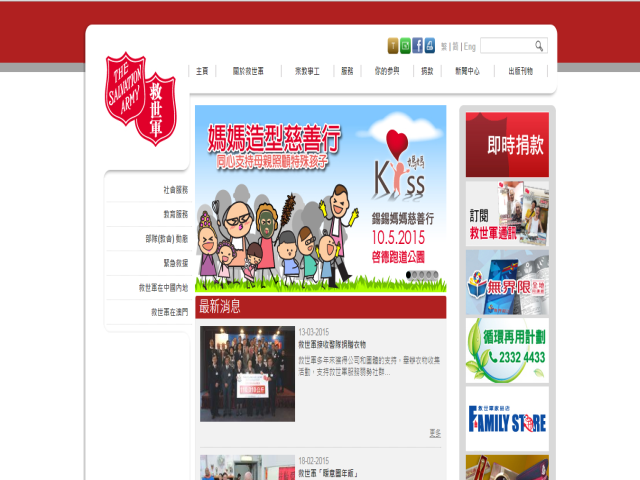 繁 | 簡 | Eng
THE SALVATION ARMY
救世軍
主頁
關於救世軍
宗教事工
服務
你的參與
捐款
新聞中心
出版刊物
社會服務
教育服務
部隊(教會) 動態
緊急救援
救世軍在中國內地
救世軍在澳門
媽媽造型慈善行
同心支持母親照顧特殊孩子
Kiss 媽媽
錫錫媽媽慈善行
10.5.2015
啓德跑道公園
即時捐款
訂閱
救世軍通訊
無界限
循環再用計劃
2332 4433
救世軍家品店
FAMILY STORE
最新消息
13-03-2015
救世軍接收警隊捐贈衣物
救世軍多年來獲得公司和團體的支持，舉辦衣物收集
活動，支持救世軍服務弱勢社群...
更多
18-02-2015
救世軍「暖意團年飯」